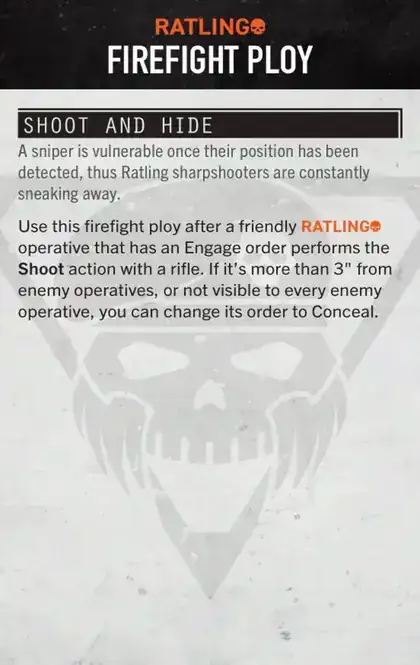 RATLING
FIREFIGHT PLOY
SHOOT AND HIDE
A sniper is vulnerable once their position has been
detected, thus Ratling sharpshooters are constantly
sneaking away.
Use this firefight ploy after a friendly RATLING
operative that has an Engage order performs the
Shoot action with a rifle. If it's more than 3" from
enemy operatives, or not visible to every enemy
operative, you can change its order to Conceal.